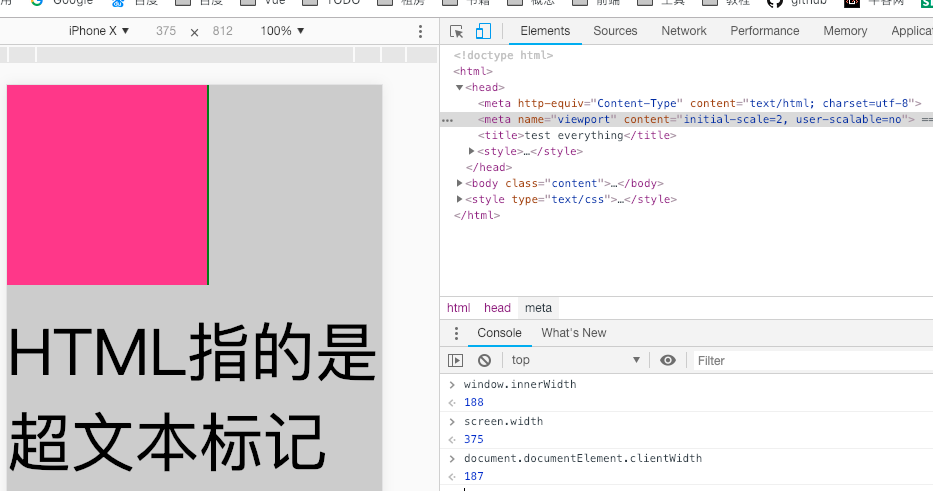 用 Google 百度 百度 Vue TODO 租房 书籍 概念 前端 工具 教程 github 牛客网
iPhone X ▼ 375 × 812 100% ▼
Elements Sources Network Performance Memory Applicat
<!doctype html>
<html>
▼<head>
<meta http-equiv="Content-Type" content="text/html; charset=utf-8">
… <meta name="viewport" content="initial-scale=2, user-scalable=no"> ==
<title>test everything</title>
▶<style>…</style>
</head>
▶<body class="content">…</body>
▶<style type="text/css">…</style>
</html>
html head meta
Console What's New
top ▼ Filter
> window.innerWidth
188
> screen.width
375
> document.documentElement.clientWidth
187
HTML指的是
超文本标记